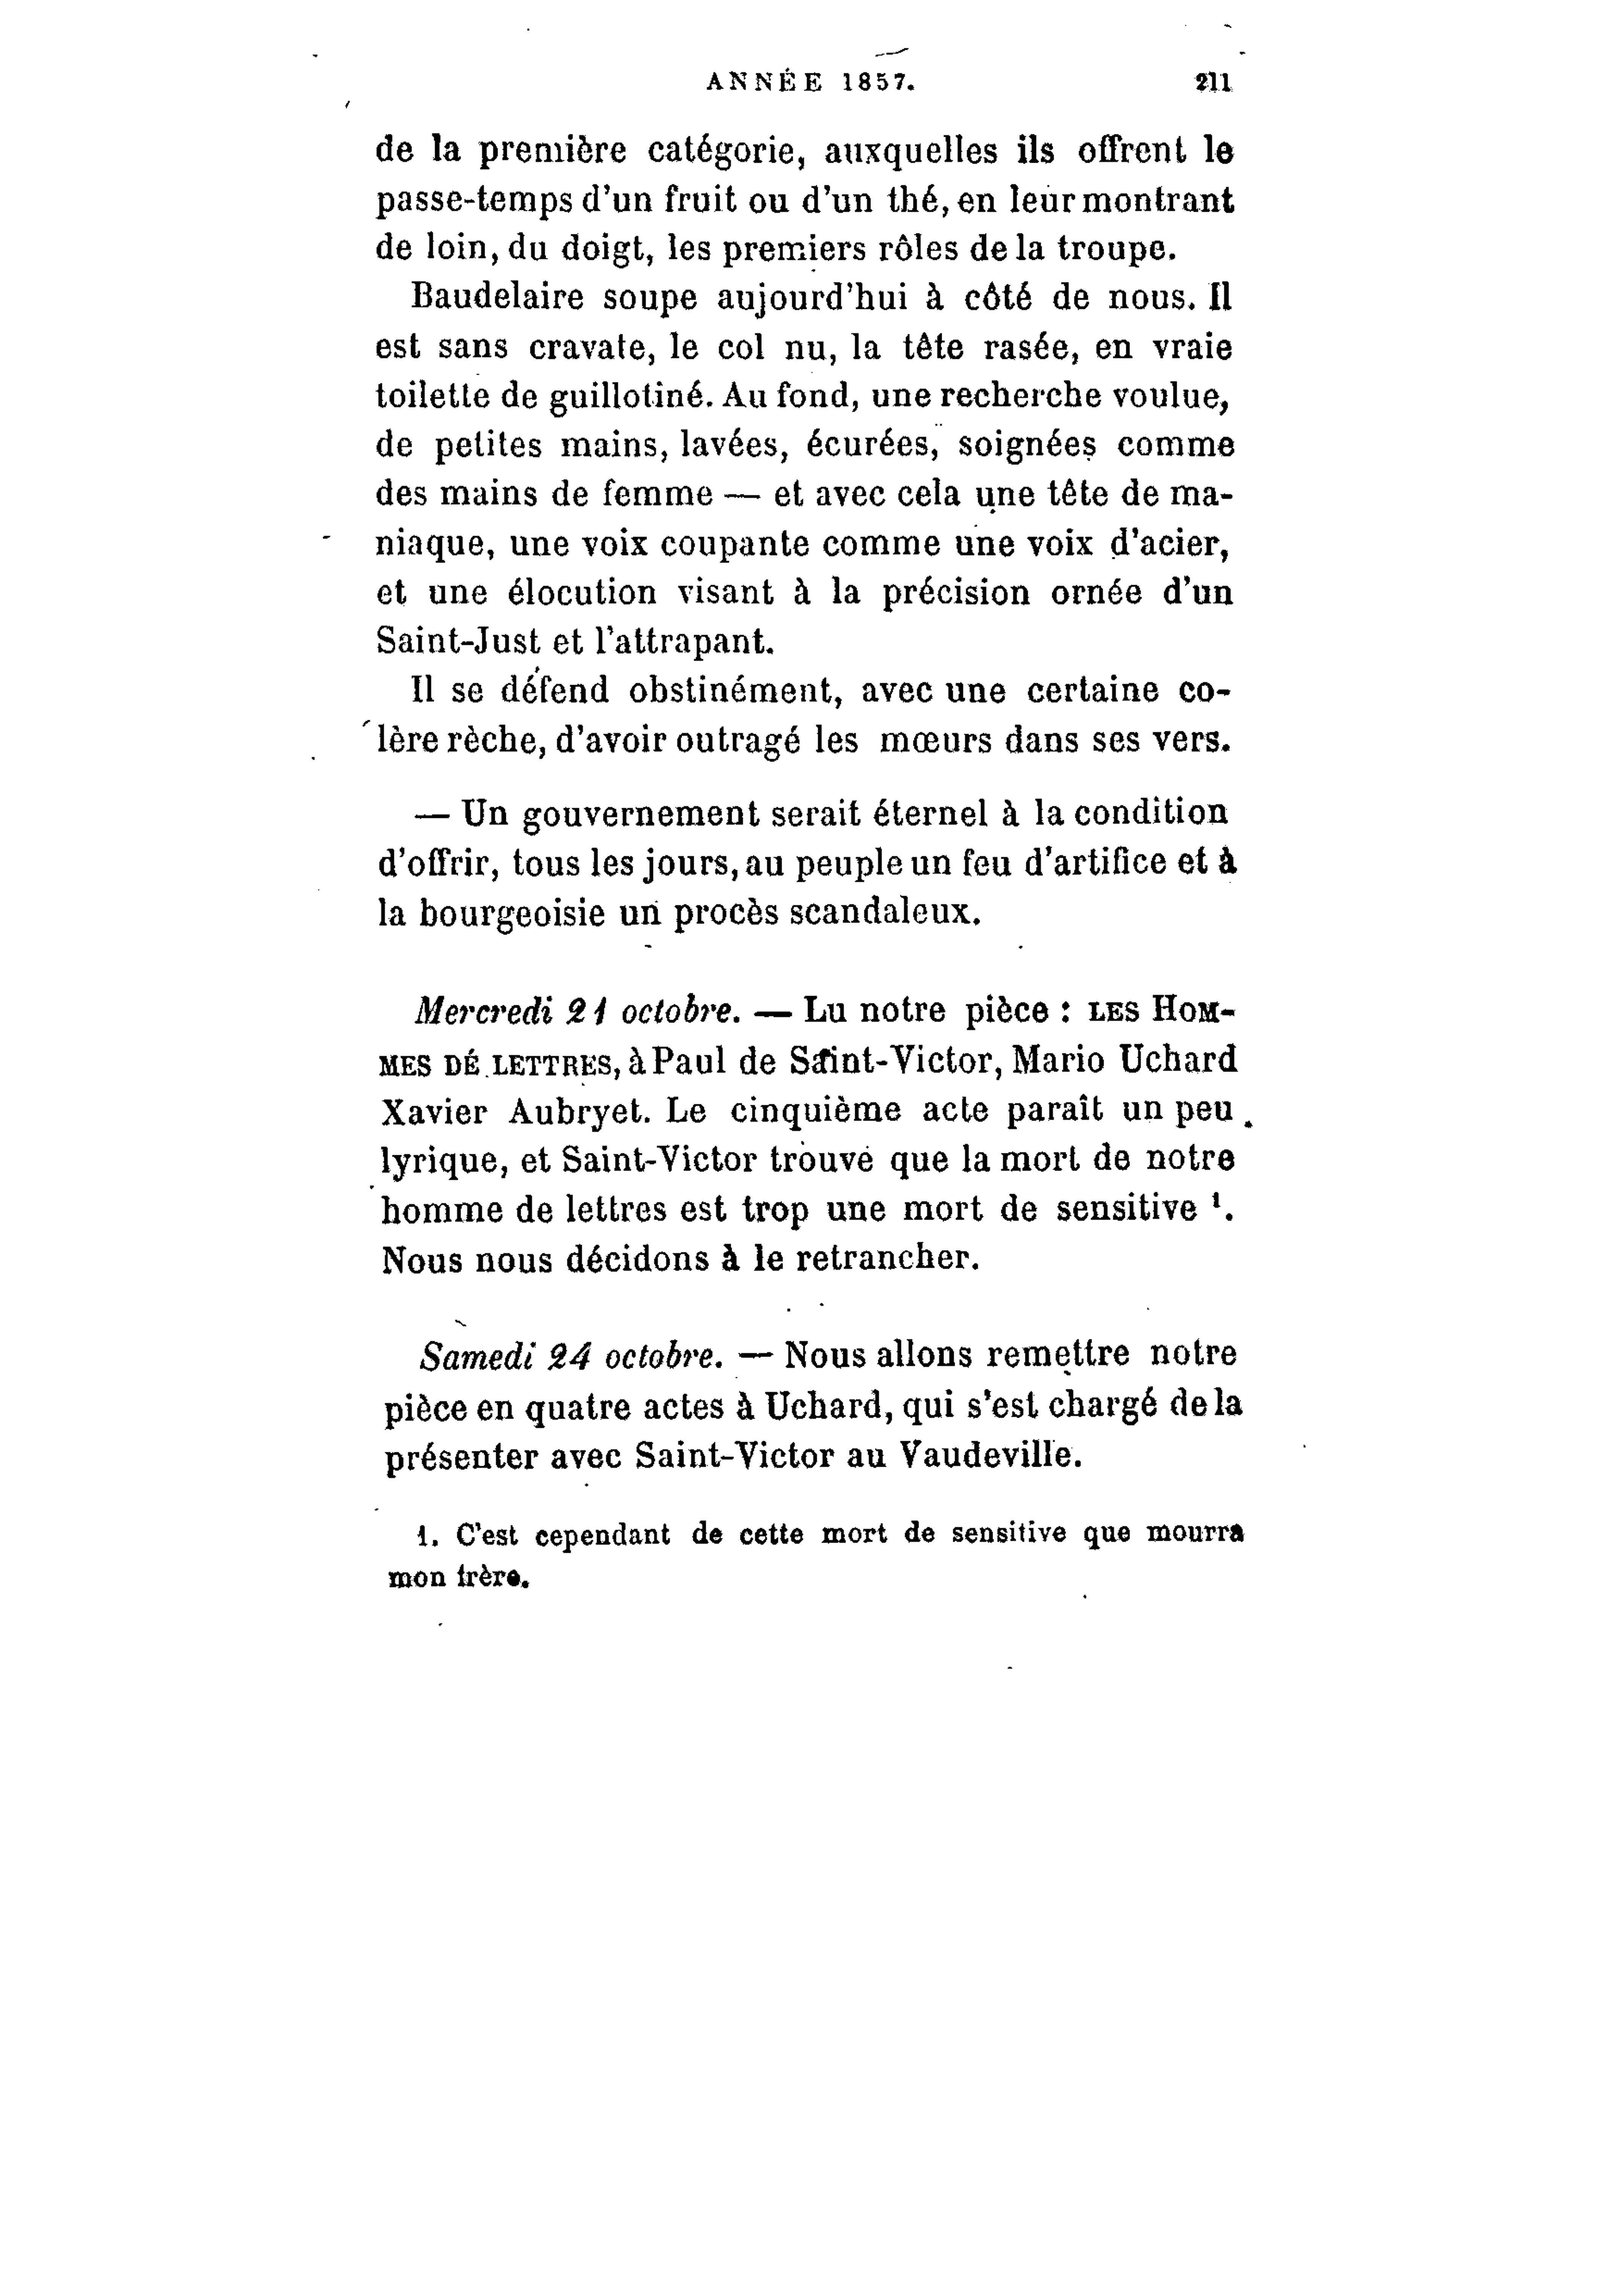 ANNÉE 1857. 211
de la première catégorie, auxquelles ils offrent le
passe-temps d'un fruit ou d'un thé, en leur montrant
de loin, du doigt, les premiers rôles de la troupe.
Baudelaire soupe aujourd'hui à côté de nous. Il
est sans cravate, le col nu, la tête rasée, en vraie
toilette de guillotiné. Au fond, une recherche voulue,
de petites mains, lavées, écurées, soignées comme
des mains de femme — et avec cela une tête de ma-
niaque, une voix coupante comme une voix d'acier,
et une élocution visant à la précision ornée d'un
Saint-Just et l'attrapant.
Il se défend obstinément, avec une certaine co-
lère rèche, d'avoir outragé les mœurs dans ses vers.
— Un gouvernement serait éternel à la condition
d'offrir, tous les jours, au peuple un feu d'artifice et à
la bourgeoisie un procès scandaleux.
Mercredi 21 octobre. — Lu notre pièce : LES HOM-
MES DE LETTRES, à Paul de Saint-Victor, Mario Uchard
Xavier Aubryet. Le cinquième acte paraît un peu
lyrique, et Saint-Victor trouve que la mort de notre
homme de lettres est trop une mort de sensitive ¹.
Nous nous décidons à le retrancher.
Samedi 24 octobre. — Nous allons remettre notre
pièce en quatre actes à Uchard, qui s'est chargé de la
présenter avec Saint-Victor au Vaudeville.
1. C'est cependant de cette mort de sensitive que mourra
mon frère.